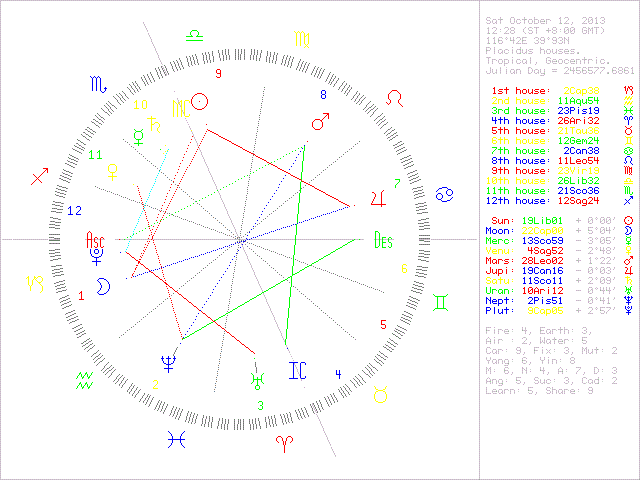 Sat October 12, 2013
12:28 (ST +8:00 GMT)
116°42E 39°93N
Placidus houses.
Tropical, Geocentric.
Julian Day = 2456577.6861
1st house: 2Cap38
2nd house: 11Aqu54
3rd house: 23Pis19
4th house: 26Ari32
5th house: 21Tau36
6th house: 12Gem24
7th house: 2Can38
8th house: 11Leo54
9th house: 23Vir19
10th house: 26Lib32
11th house: 21Sco36
12th house: 12Sag24
Sun: 19Lib01 + 0°00'
Moon: + 5°04'
Merc: 13Sco59 - 3°05'
Venu: 4Sag52 - 2°48'
Mars: 28Leo02 + 1°22'
Jupi: 19Can16 - 0°03'
Satu: 11Sco11 + 2°05'
Uran: 10Ari12 - 0°44'
Nept: 2Pis51 - 0°41'
Plut: 9Cap05 + 2°57'
Fire: 4, Earth: 3,
Air : 2, Water: 5
Car: 9, Fix: 3, Mut: 2
Yang: 6, Yin: 8
M: 6, N: 4, A: 7, D: 3
Ang: 5, Suc: 3, Cad: 2
Learn: 5, Share: 9
9
10
MC
8
11
7
12
Asc
Des
6
1
5
2
IC
4
3